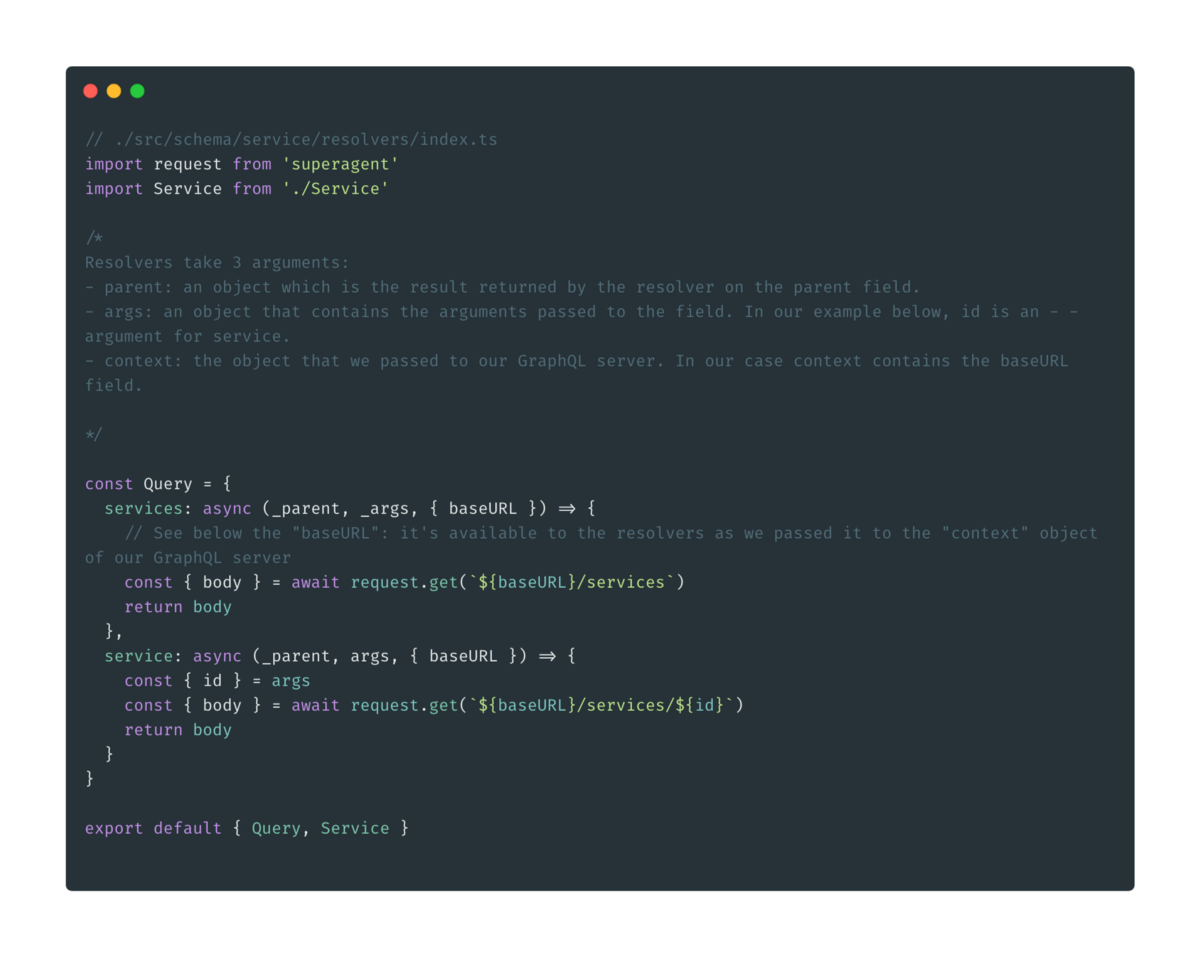 // ./src/schema/service/resolvers/index.ts
import request from 'superagent'
import Service from './Service'
/*
Resolvers take 3 arguments:
- parent: an object which is the result returned by the resolver on the parent field.
- args: an object that contains the arguments passed to the field. In our example below, id is an - -
argument for service.
- context: the object that we passed to our GraphQL server. In our case context contains the baseURL
field.
*/
const Query = {
  services: async (_parent, _args, { baseURL }) => {
    // See below the "baseURL": it's available to the resolvers as we passed it to the "context" object
of our GraphQL server
    const { body } = await request.get(`${baseURL}/services`)
    return body
  },
  service: async (_parent, args, { baseURL }) => {
    const { id } = args
    const { body } = await request.get(`${baseURL}/services/${id}`)
    return body
  }
}
export default { Query, Service }